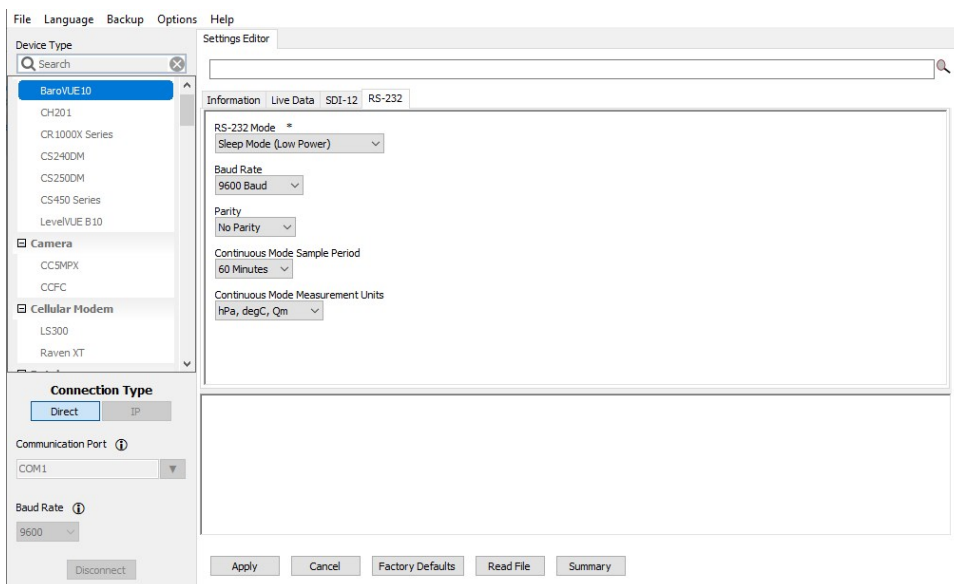 File Language Backup Options Help
Device Type
Search
BaroVUE10
CH201
CR1000X Series
CS240DM
CS250DM
CS450 Series
LevelVUE B10
Camera
CC5MPX
CCFC
Cellular Modem
LS300
Raven XT
Connection Type
Direct IP
Communication Port
COM1
Baud Rate
9600
Disconnect
Settings Editor
Information Live Data SDI-12 RS-232
RS-232 Mode *
Sleep Mode (Low Power)
Baud Rate
9600 Baud
Parity
No Parity
Continuous Mode Sample Period
60 Minutes
Continuous Mode Measurement Units
hPa, degC, Qm
Apply Cancel Factory Defaults Read File Summary